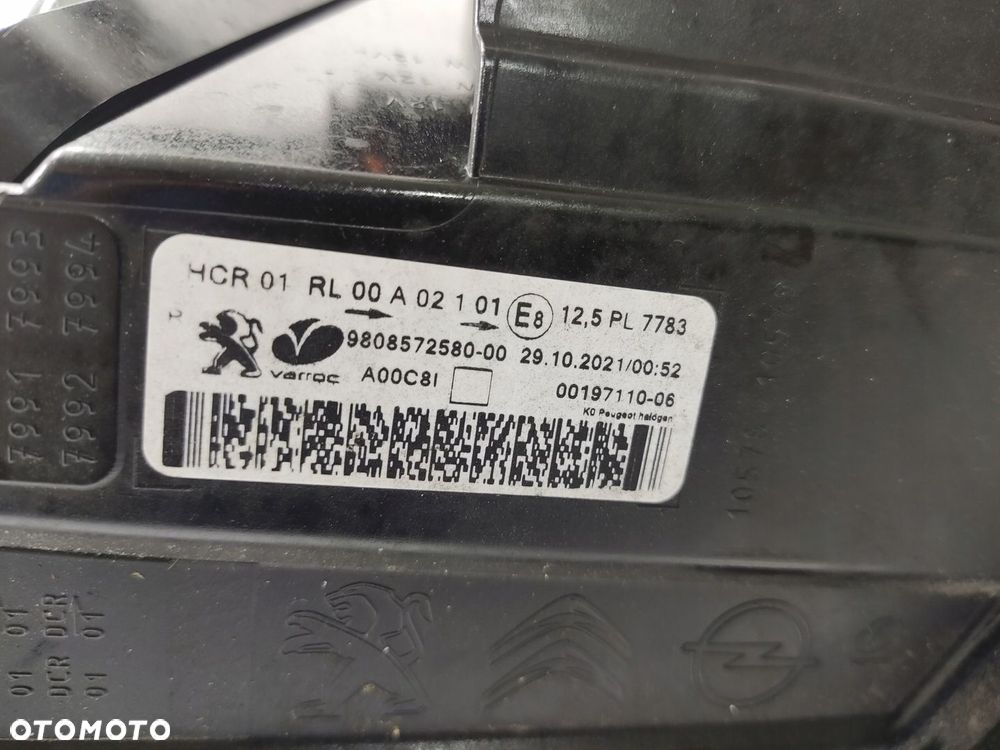 HCR 01 RL 00 A 02 1 01 E8 12,5 PL 7783
9808572580-00 29.10.2021/00:52
varroc A00C8I 00197110-06
K0 Peugeot halogen
7991 7993
7992 7994
01 DCR 01
01 DCR 01T
OTOMOTO